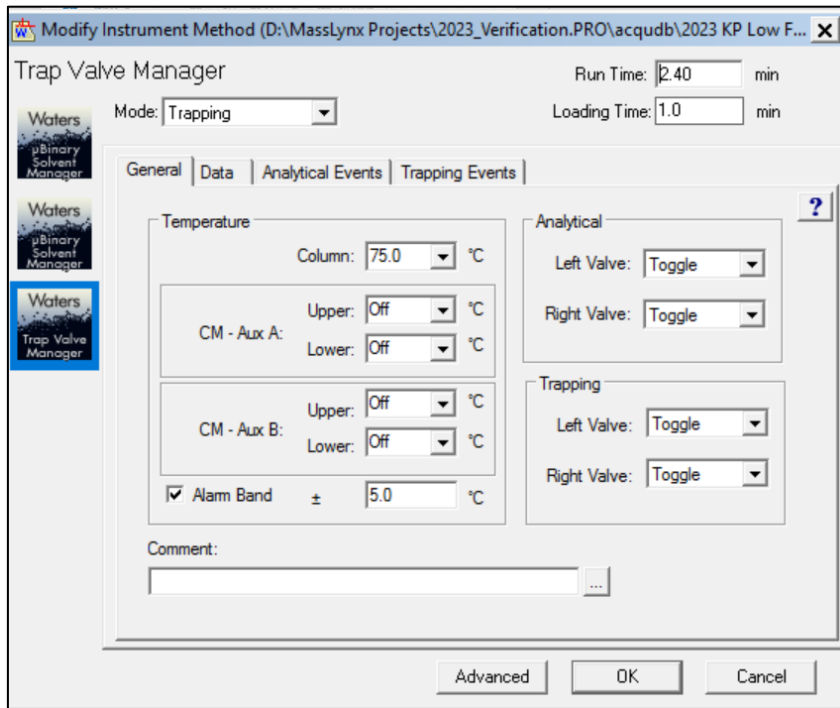 Modify Instrument Method (D:\MassLynx Projects\2023_Verification.PRO\acqudb\2023 KP Low F...
Trap Valve Manager
Run Time: 2.40 min
Mode: Trapping
Loading Time: 1.0 min
Waters
µBinary
Solvent
Manager
Waters
µBinary
Solvent
Manager
Waters
Trap Valve
Manager
General Data Analytical Events Trapping Events
?
Temperature
Column: 75.0 °C
CM - Aux A:
Upper: Off °C
Lower: Off °C
CM - Aux B:
Upper: Off °C
Lower: Off °C
Alarm Band ± 5.0 °C
Analytical
Left Valve: Toggle
Right Valve: Toggle
Trapping
Left Valve: Toggle
Right Valve: Toggle
Comment:
...
Advanced OK Cancel